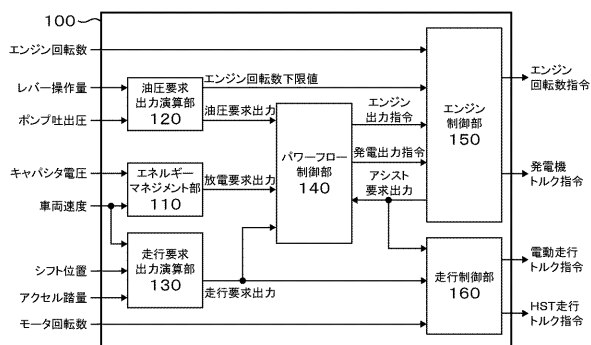 100
エンジン回転数
レバー操作量
ポンプ吐出圧
キャパシタ電圧
車両速度
シフト位置
アクセル踏量
モータ回転数
油圧要求
出力演算部
120
エネルギー
マネジメント部
110
走行要求
出力演算部
130
エンジン回転数下限値
油圧要求出力
放電要求出力
走行要求出力
パワーフロー
制御部
140
エンジン
出力指令
発電出力指令
アシスト
要求出力
エンジン
制御部
150
走行制御部
160
エンジン
回転数指令
発電機
トルク指令
電動走行
トルク指令
HST走行
トルク指令